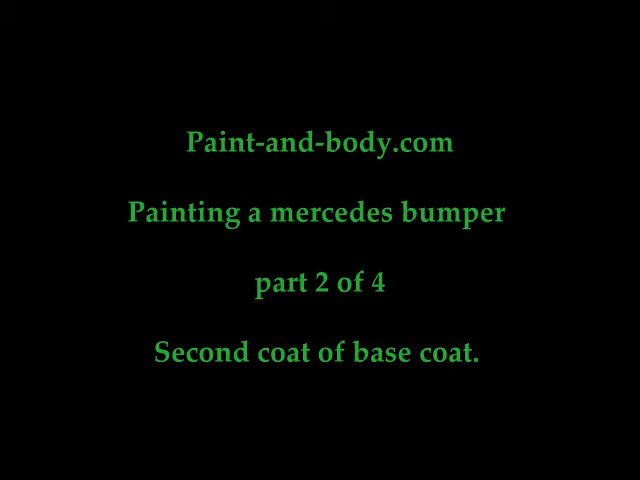 Paint-and-body.com
Painting a mercedes bumper
part 2 of 4
Second coat of base coat.